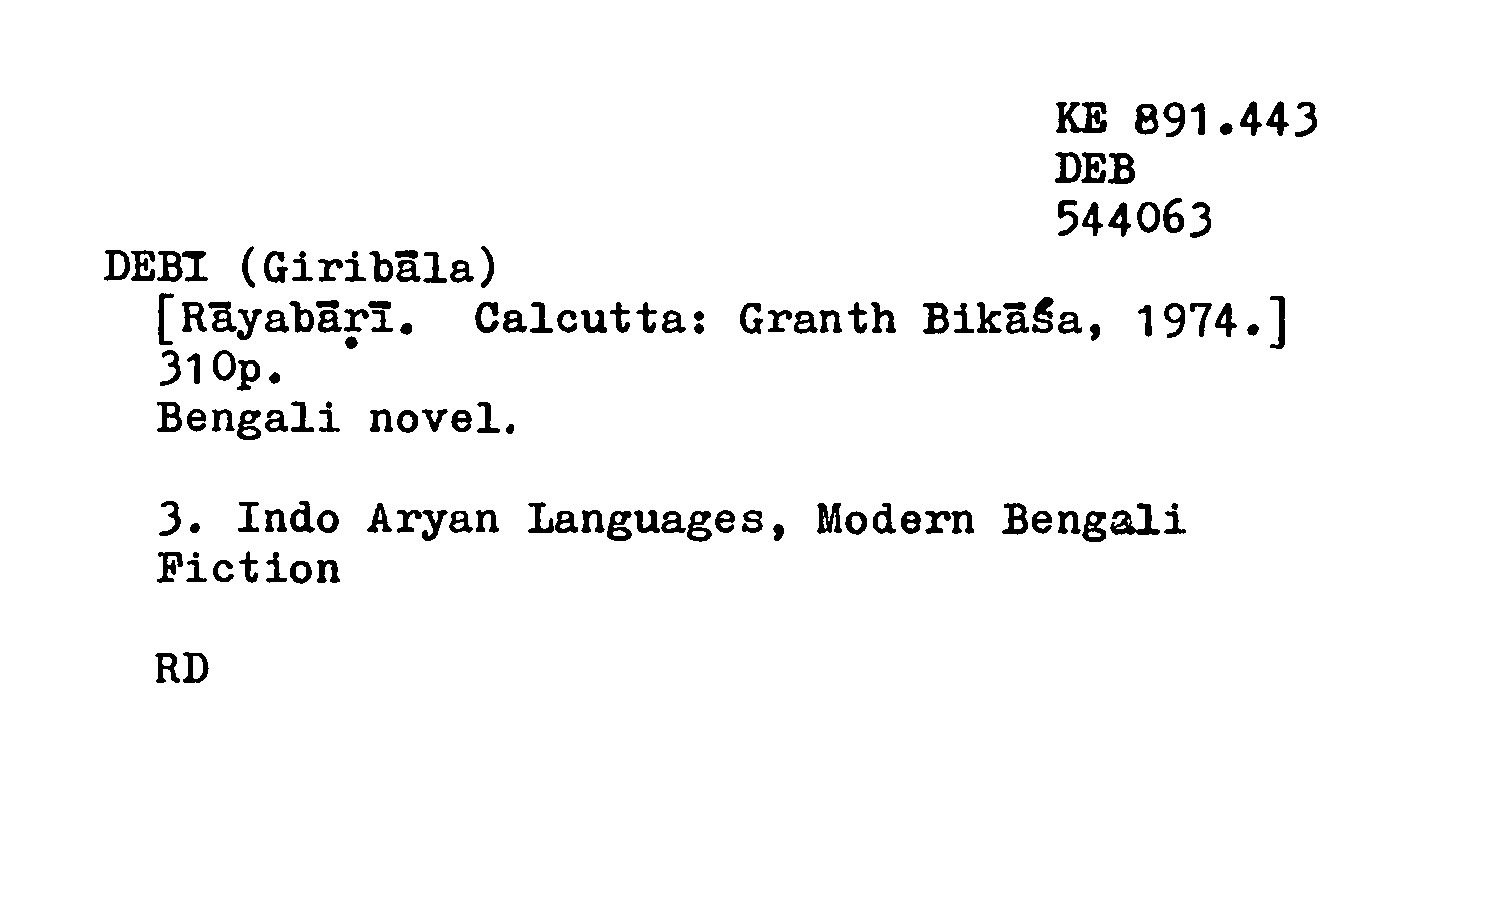 KE 891.443
DEB
544063
DEBI (Giribāla)
[Rāyabāṛī.  Calcutta: Granth Bikāśa, 1974.]
310p.
Bengali novel.
3. Indo Aryan Languages, Modern Bengali
Fiction
RD